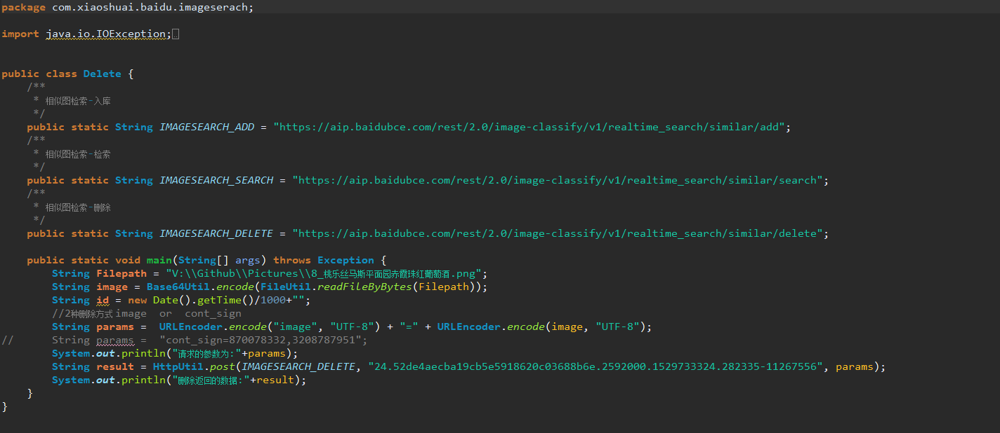 package com.xiaoshuai.baidu.imageserach;
import java.io.IOException;
public class Delete {
/**
* 相似图检索-入库
*/
public static String IMAGESEARCH_ADD = "https://aip.baidubce.com/rest/2.0/image-classify/v1/realtime_search/similar/add";
/**
* 相似图检索-检索
*/
public static String IMAGESEARCH_SEARCH = "https://aip.baidubce.com/rest/2.0/image-classify/v1/realtime_search/similar/search";
/**
* 相似图检索-删除
*/
public static String IMAGESEARCH_DELETE = "https://aip.baidubce.com/rest/2.0/image-classify/v1/realtime_search/similar/delete";
public static void main(String[] args) throws Exception {
String Filepath = "V:\\Github\\Pictures\\8_桃乐丝马斯平面园赤霞珠红葡萄酒.png";
String image = Base64Util.encode(FileUtil.readFileByBytes(Filepath));
String id = new Date().getTime()/1000+"";
//2种删除方式 image or cont_sign
String params = URLEncoder.encode("image", "UTF-8") + "=" + URLEncoder.encode(image, "UTF-8");
// String params = "cont_sign=870078332,3208787951";
System.out.println("请求的参数为:"+params);
String result = HttpUtil.post(IMAGESEARCH_DELETE, "24.52de4aecba19cb5e5918620c03688b6e.2592000.1529733324.282335-11267556", params);
System.out.println("删除返回的数据:"+result);
}
}